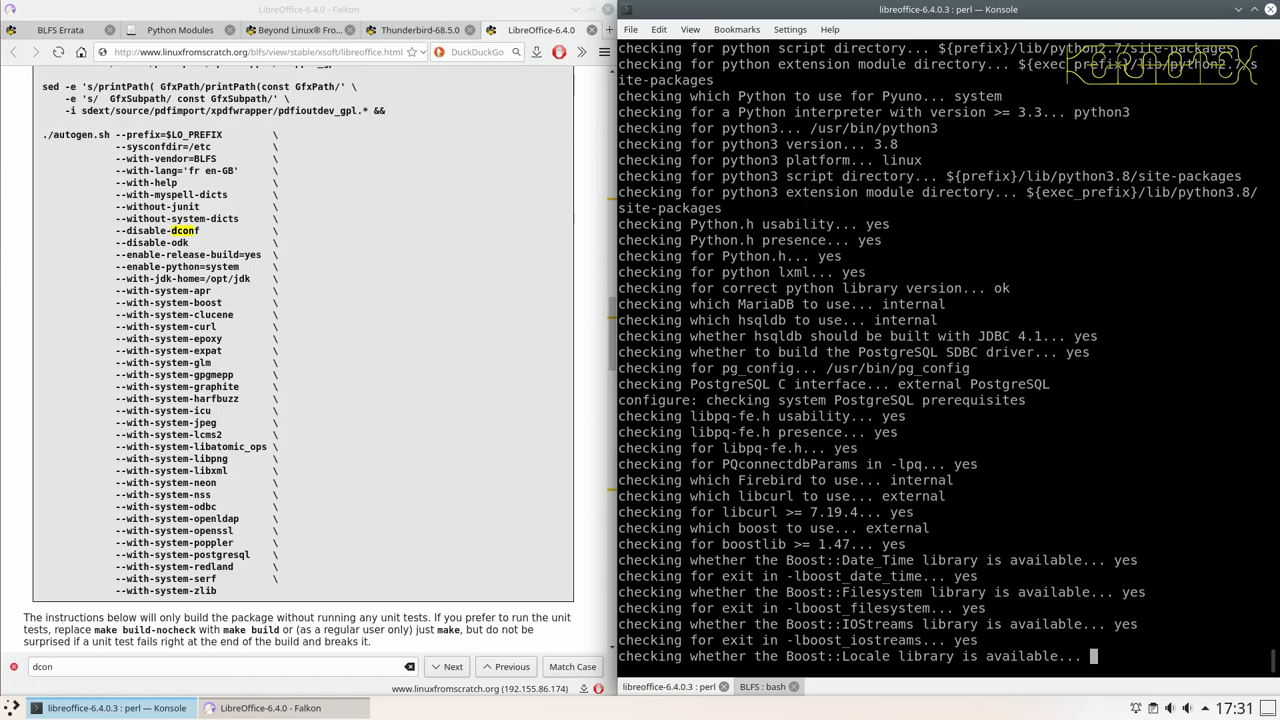 LibreOffice-6.4.0 - Falkon
BLFS Errata
Python Modules
Beyond Linux® Fro
Thunderbird-68.5.0
LibreOffice-6.4.0
http://www.linuxfromscratch.org/blfs/view/stable/xsoft/libreoffice.html
DuckDuckGo
sed -e 's/printPath( GfxPath/printPath(const GfxPath/' \
-e 's/  GfxSubpath/ const GfxSubpath/' \
-i sdext/source/pdfimport/xpdfwrapper/pdfioutdev_gpl.* &&
./autogen.sh --prefix=$LO_PREFIX \
--sysconfdir=/etc \
--with-vendor=BLFS \
--with-lang='fr en-GB' \
--with-help \
--with-myspell-dicts \
--without-junit \
--without-system-dicts \
--disable-dconf \
--disable-odk \
--enable-release-build=yes \
--enable-python=system \
--with-jdk-home=/opt/jdk \
--with-system-apr \
--with-system-boost \
--with-system-clucene \
--with-system-curl \
--with-system-epoxy \
--with-system-expat \
--with-system-glm \
--with-system-gpgmepp \
--with-system-graphite \
--with-system-harfbuzz \
--with-system-icu \
--with-system-jpeg \
--with-system-lcms2 \
--with-system-libatomic_ops \
--with-system-libpng \
--with-system-libxml \
--with-system-neon \
--with-system-nss \
--with-system-odbc \
--with-system-openldap \
--with-system-openssl \
--with-system-poppler \
--with-system-postgresql \
--with-system-redland \
--with-system-serf \
--with-system-zlib
The instructions below will only build the package without running any unit tests. If you prefer to run the unit
tests, replace make build-nocheck with make build or (as a regular user only) just make, but do not be
surprised if a unit test fails right at the end of the build and breaks it.
dcon
Next
Previous
Match Case
www.linuxfromscratch.org (192.155.86.174)
libreoffice-6.4.0.3 : perl — Konsole
File Edit View Bookmarks Settings Help
checking for python script directory... ${prefix}/lib/python2.7/site-packages
checking for python extension module directory... ${exec_prefix}/lib/python2.7/s
ite-packages
checking which Python to use for Pyuno... system
checking for a Python interpreter with version >= 3.3... python3
checking for python3... /usr/bin/python3
checking for python3 version... 3.8
checking for python3 platform... linux
checking for python3 script directory... ${prefix}/lib/python3.8/site-packages
checking for python3 extension module directory... ${exec_prefix}/lib/python3.8/
site-packages
checking Python.h usability... yes
checking Python.h presence... yes
checking for Python.h... yes
checking for python lxml... yes
checking for correct python library version... ok
checking which MariaDB to use... internal
checking which hsqldb to use... internal
checking whether hsqldb should be built with JDBC 4.1... yes
checking whether to build the PostgreSQL SDBC driver... yes
checking for pg_config... /usr/bin/pg_config
checking PostgreSQL C interface... external PostgreSQL
configure: checking system PostgreSQL prerequisites
checking libpq-fe.h usability... yes
checking libpq-fe.h presence... yes
checking for libpq-fe.h... yes
checking for PQconnectdbParams in -lpq... yes
checking which Firebird to use... internal
checking which libcurl to use... external
checking for libcurl >= 7.19.4... yes
checking which boost to use... external
checking for boostlib >= 1.47... yes
checking whether the Boost::Date_Time library is available... yes
checking for exit in -lboost_date_time... yes
checking whether the Boost::Filesystem library is available... yes
checking for exit in -lboost_filesystem... yes
checking whether the Boost::IOStreams library is available... yes
checking for exit in -lboost_iostreams... yes
checking whether the Boost::Locale library is available...
libreoffice-6.4.0.3 : perl
BLFS : bash
libreoffice-6.4.0.3 : perl — Konsole
LibreOffice-6.4.0 - Falkon
17:31